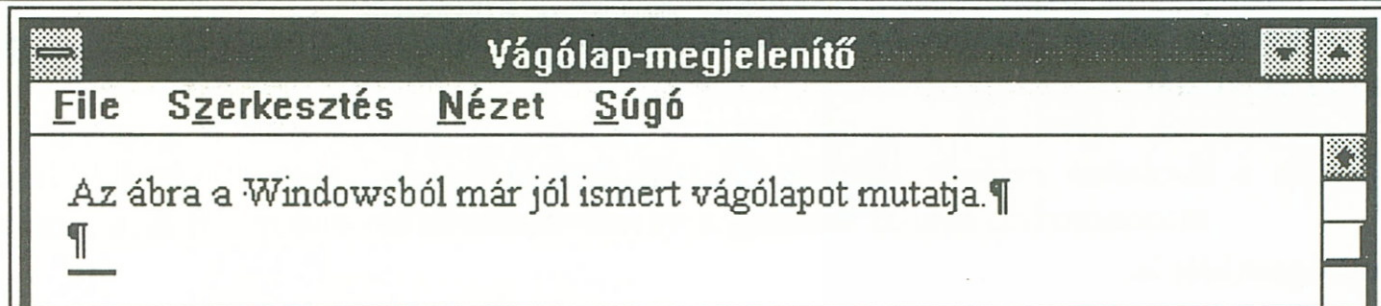 Vágólap-megjelenítő
File Szerkesztés Nézet Súgó
Az ábra a Windowsból már jól ismert vágólapot mutatja.¶
¶